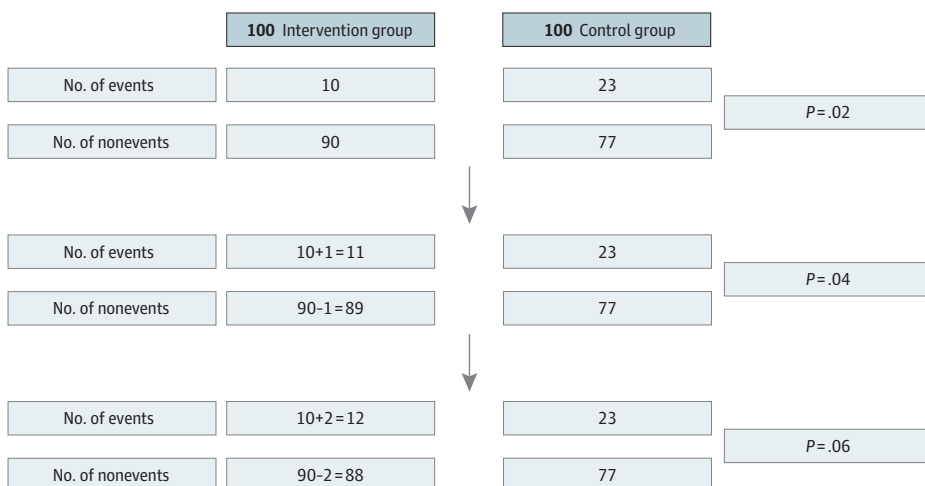 100 Intervention group 100 Control group
No. of events 10 23
P=.02
No. of nonevents 90 77
No. of events 10+1=11 23
P=.04
No. of nonevents 90-1=89 77
No. of events 10+2=12 23
P=.06
No. of nonevents 90-2=88 77